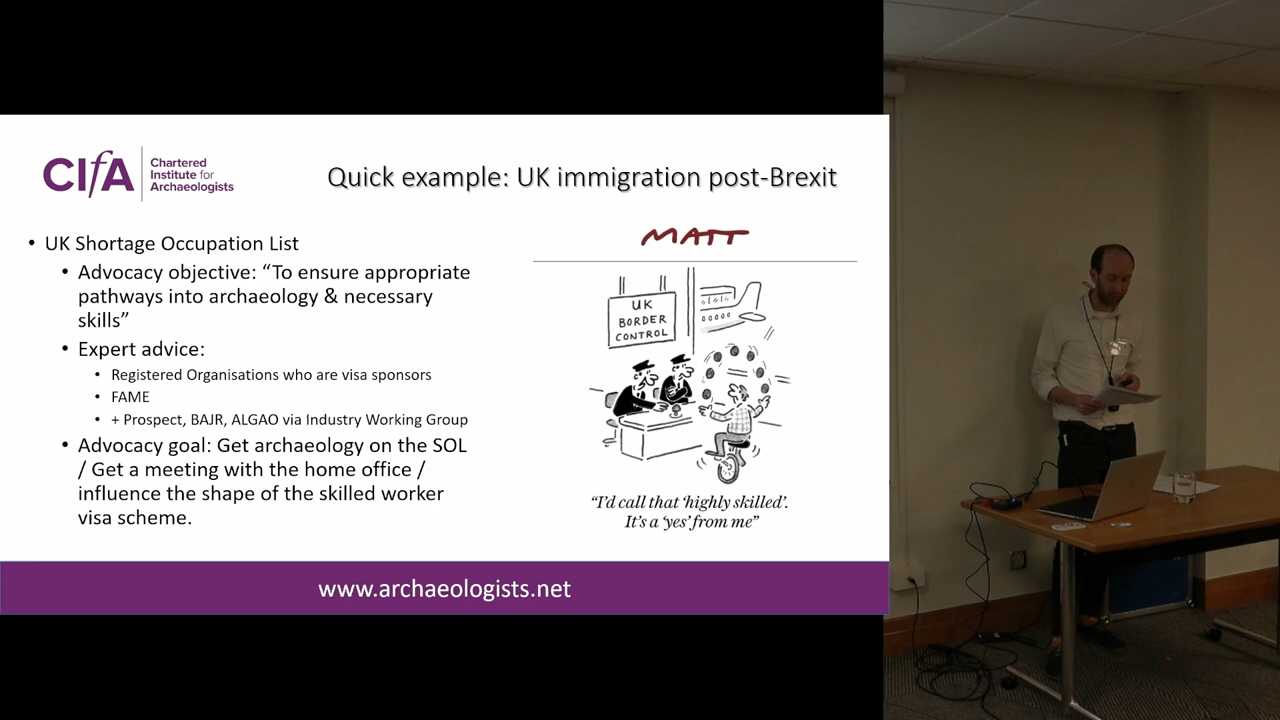 CIfA
Chartered
Institute for
Archaeologists
Quick example: UK immigration post-Brexit
• UK Shortage Occupation List
• Advocacy objective: “To ensure appropriate
pathways into archaeology & necessary
skills”
• Expert advice:
• Registered Organisations who are visa sponsors
• FAME
• + Prospect, BAJR, ALGAO via Industry Working Group
• Advocacy goal: Get archaeology on the SOL
/ Get a meeting with the home office /
influence the shape of the skilled worker
visa scheme.
MATT
UK
BORDER
CONTROL
“I’d call that ‘highly skilled’.
It’s a ‘yes’ from me”
www.archaeologists.net